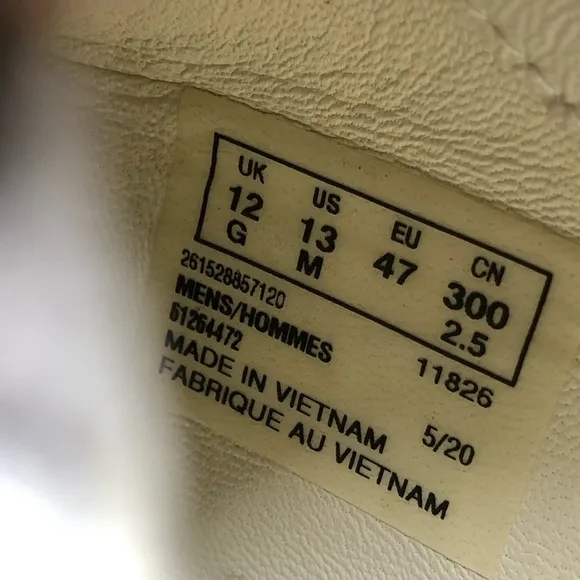 UK US EU CN
12 13 47 300
G M 2.5
261528857120
MENS/HOMMES 11826
61264472
MADE IN VIETNAM 5/20
FABRIQUE AU VIETNAM